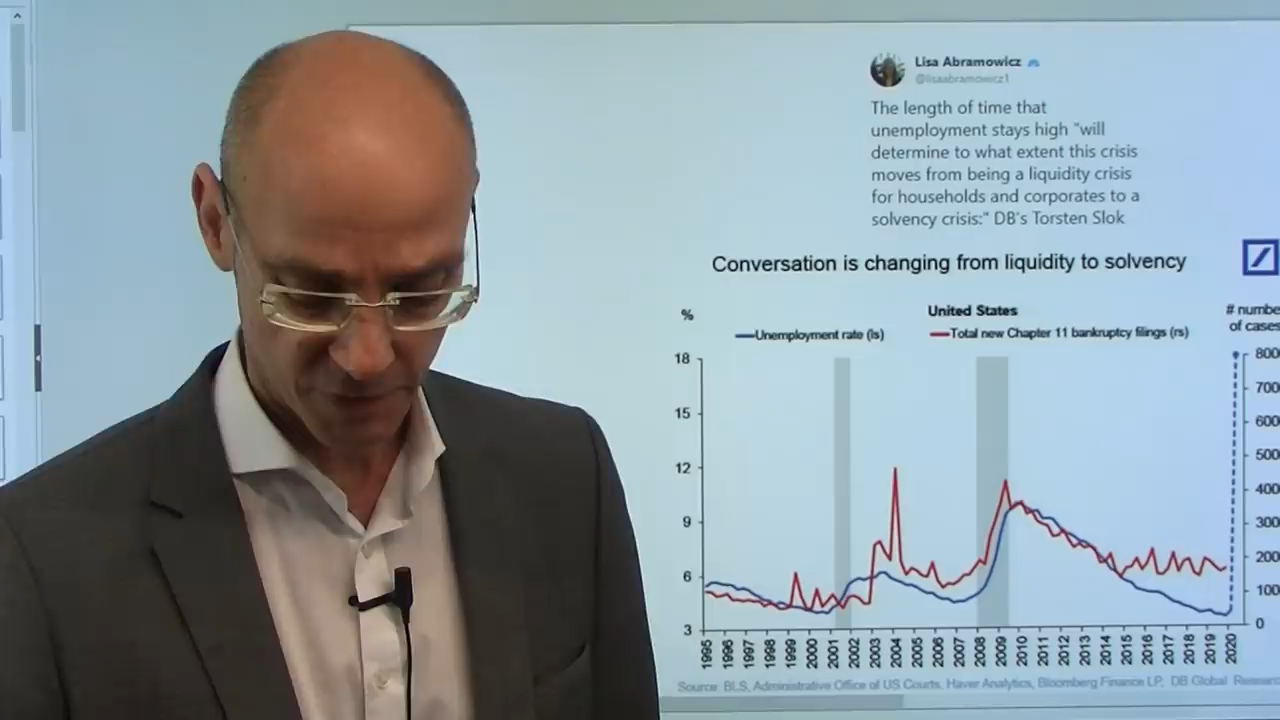 Lisa Abramowicz
@lisaabramowicz1
The length of time that
unemployment stays high "will
determine to what extent this crisis
moves from being a liquidity crisis
for households and corporates to a
solvency crisis:" DB's Torsten Slok
Conversation is changing from liquidity to solvency
%
United States
# numbe
of cases
Unemployment rate (ls)
Total new Chapter 11 bankruptcy filings (rs)
18
15
12
9
6
3
800
700
600
500
400
300
200
100
0
1995 1996 1997 1998 1999 2000 2001 2002 2003 2004 2005 2006 2007 2008 2009 2010 2011 2012 2013 2014 2015 2016 2017 2018 2019 2020
Source: BLS, Administrative Office of US Courts, Haver Analytics, Bloomberg Finance LP, DB Global Resear